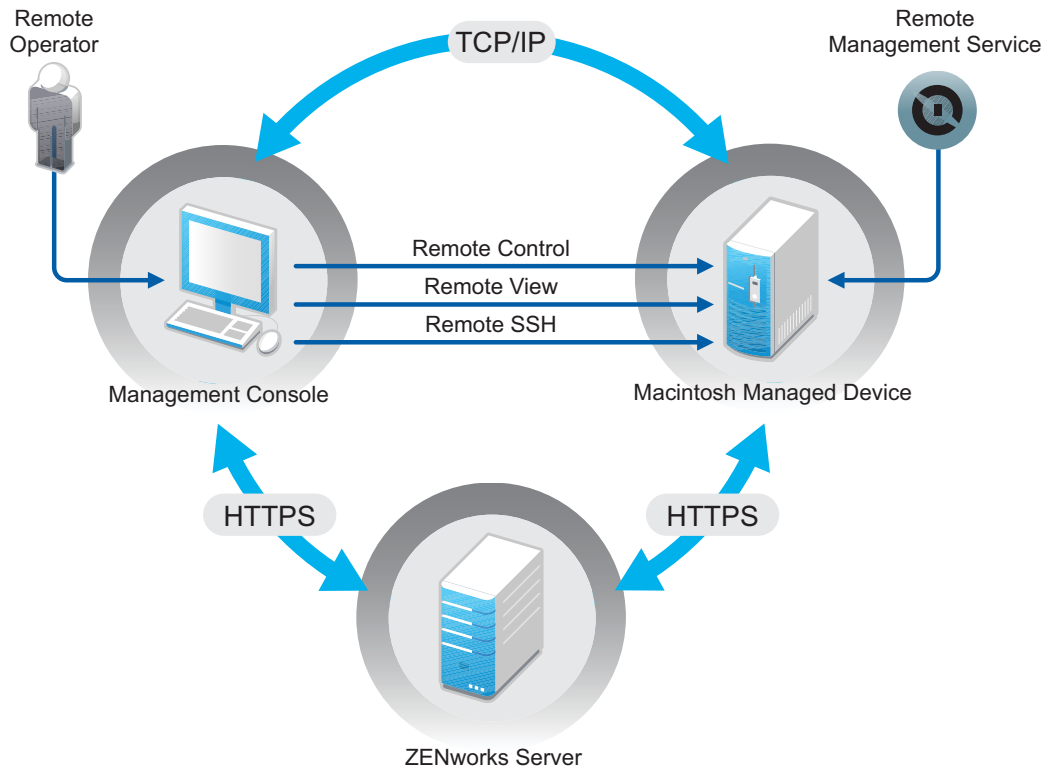 Remote
Operator
TCP/IP
Remote
Management Service
Remote Control
Remote View
Remote SSH
Management Console
Macintosh Managed Device
HTTPS
HTTPS
ZENworks Server